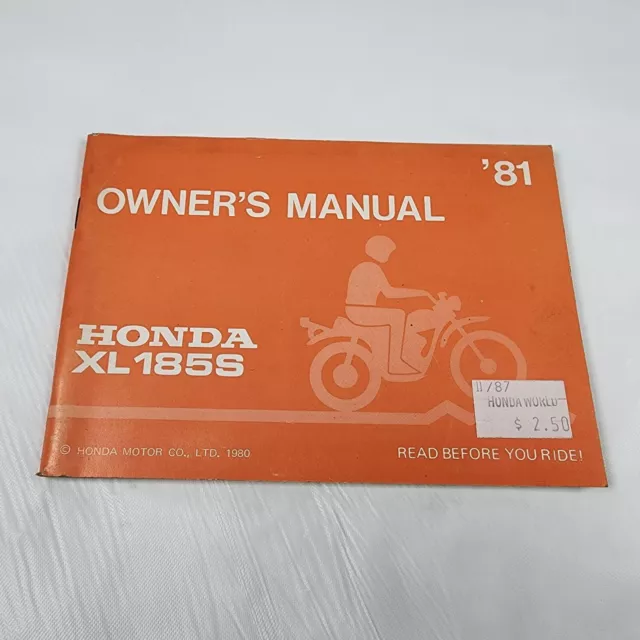 '81
OWNER'S MANUAL
HONDA
XL185S
11/87
HONDA WORLD
$ 2.50
© HONDA MOTOR CO., LTD. 1980
READ BEFORE YOU RIDE!